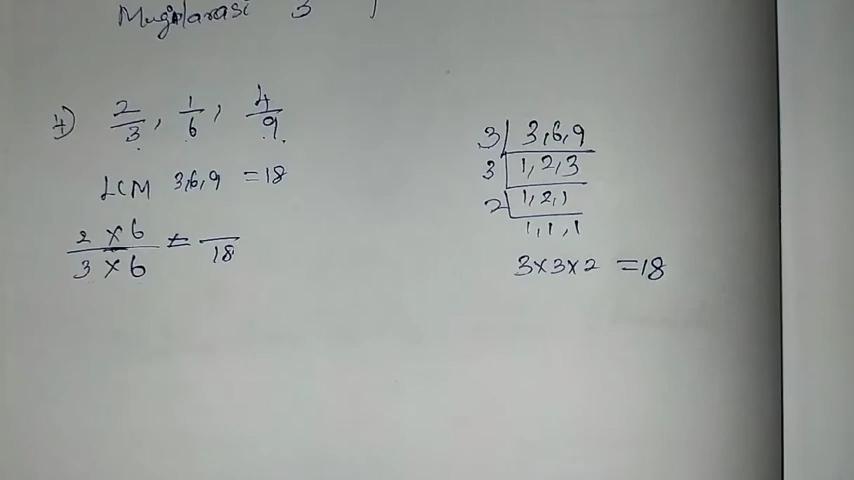 Mugilarasi 3
4) 2/3, 1/6, 4/9
LCM 3,6,9 = 18
2 × 6 / 3 × 6 = /18
3 | 3,6,9
3 | 1,2,3
2 | 1,2,1
1,1,1
3×3×2 = 18